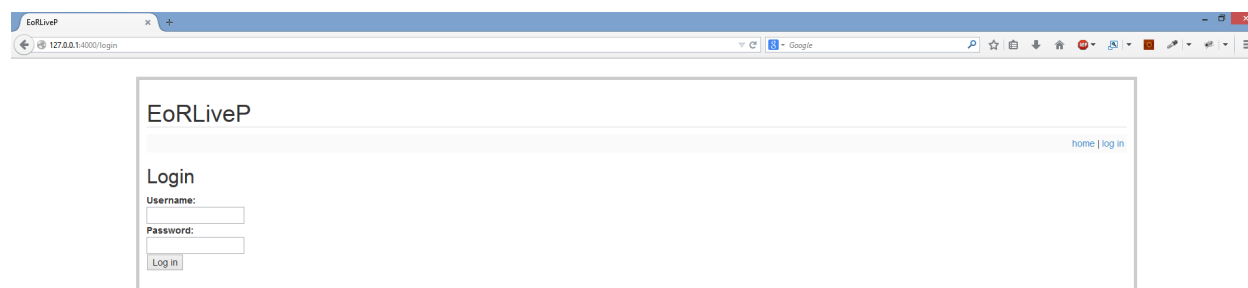 EoRLiveP
127.0.0.1:4000/login
Google
EoRLiveP
home | log in
Login
Username:
Password:
Log in